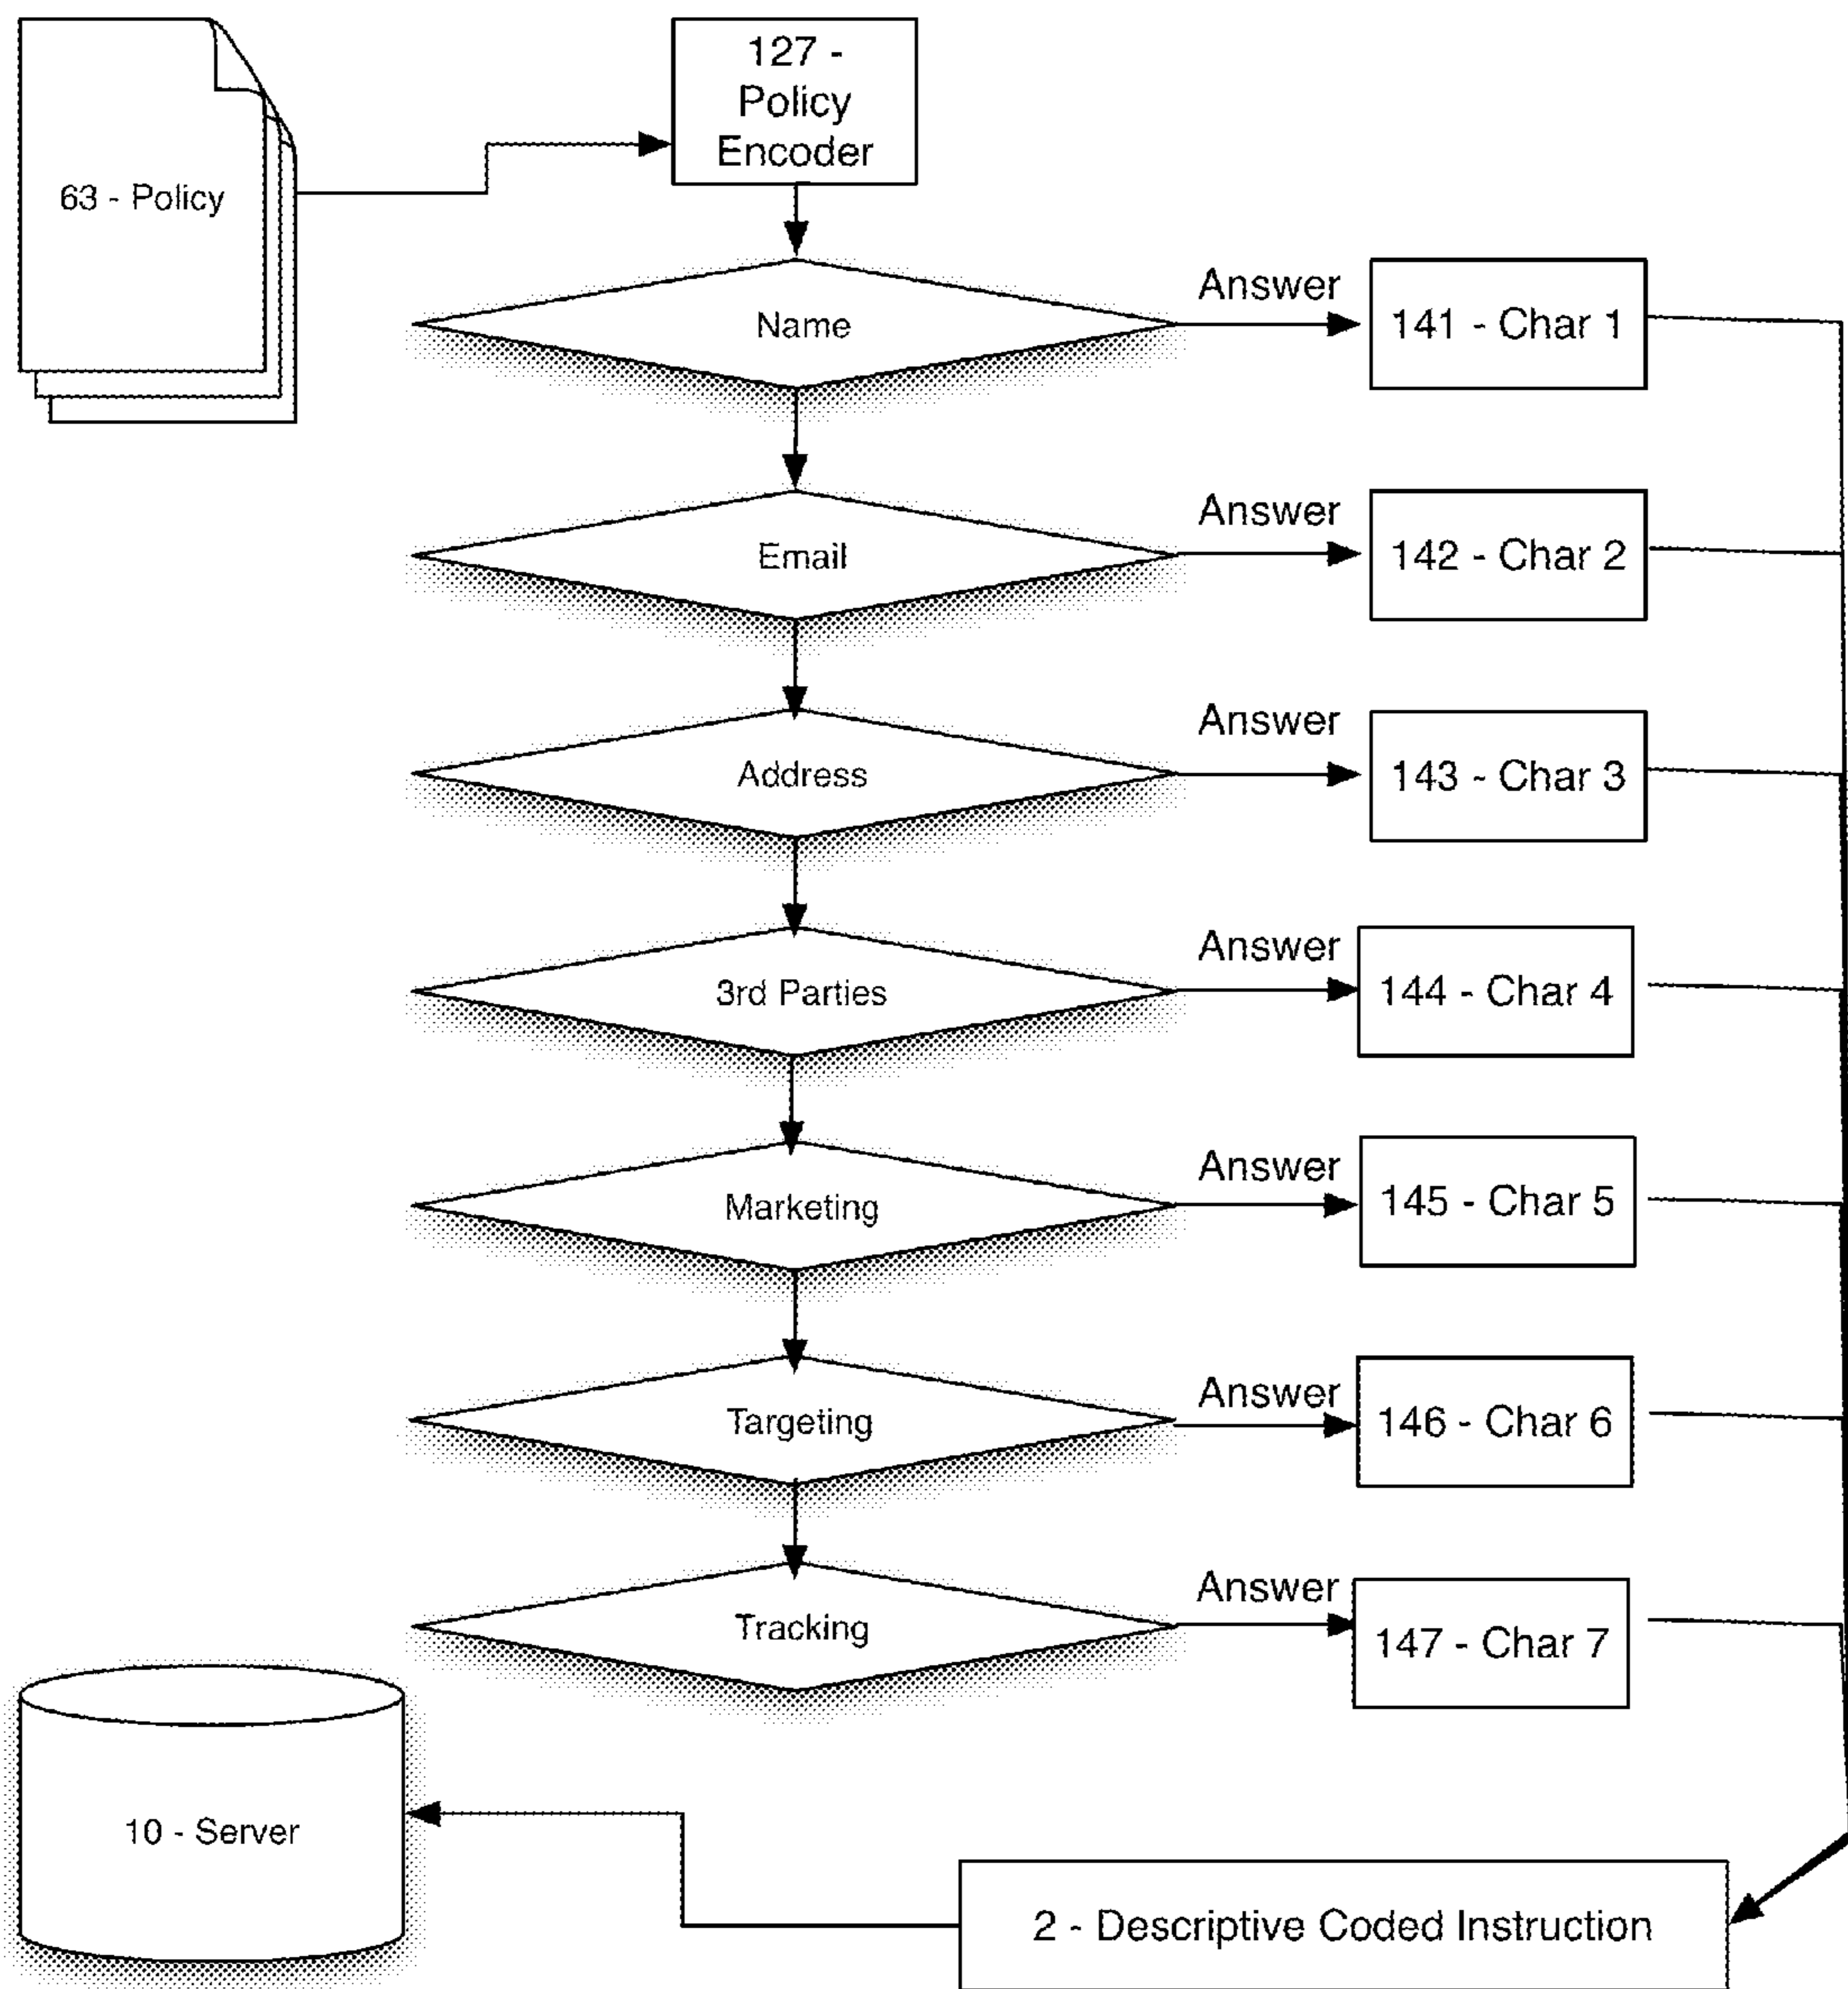 63 - Policy
127 -
Policy
Encoder
Name
Answer
141 - Char 1
Email
Answer
142 - Char 2
Address
Answer
143 - Char 3
3rd Parties
Answer
144 - Char 4
Marketing
Answer
145 - Char 5
Targeting
Answer
146 - Char 6
Tracking
Answer
147 - Char 7
10 - Server
2 - Descriptive Coded Instruction